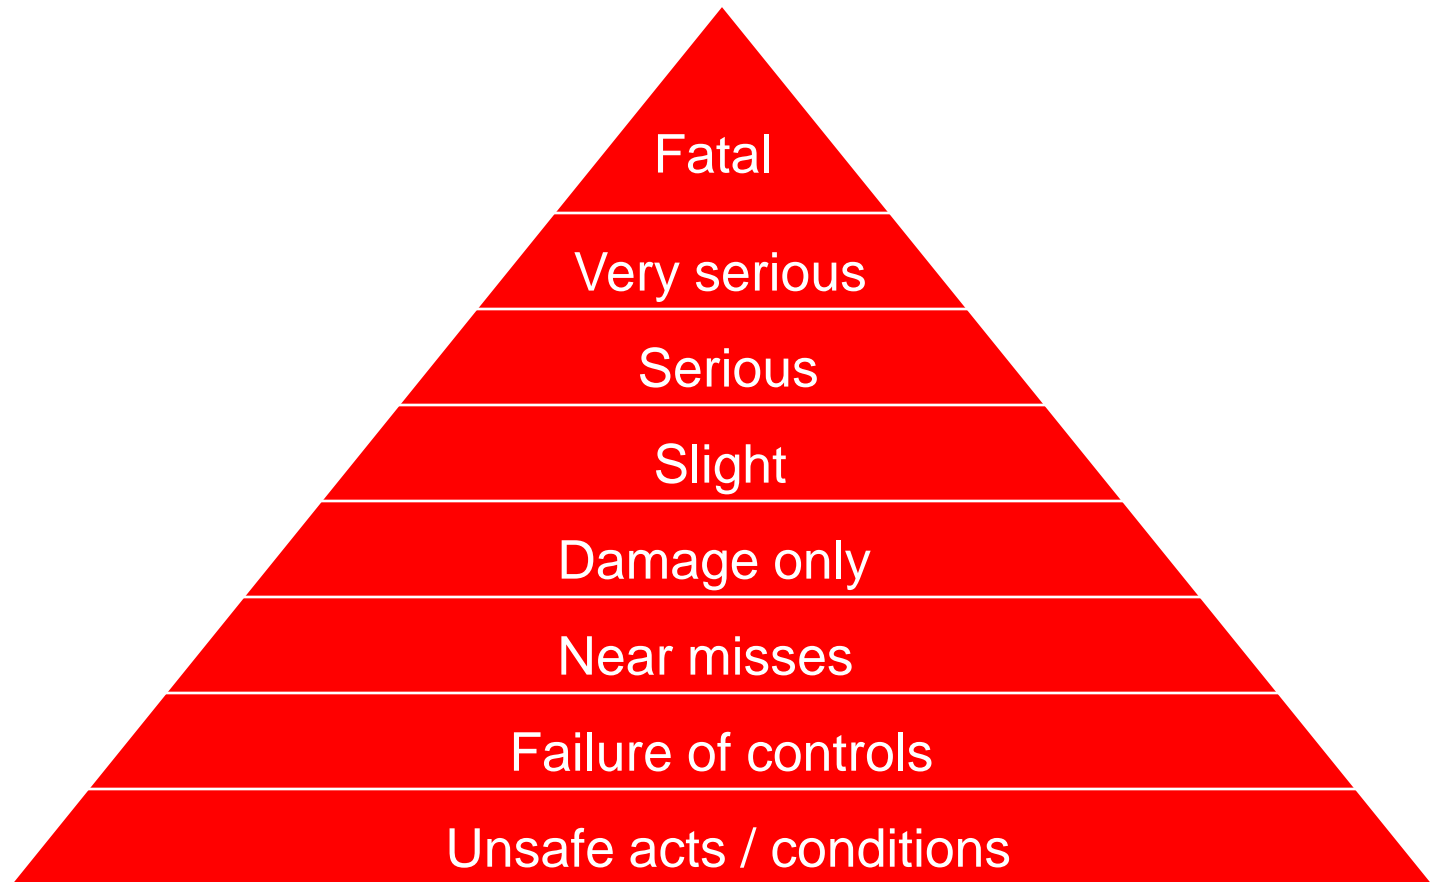 Fatal
Very serious
Serious
Slight
Damage only
Near misses
Failure of controls
Unsafe acts / conditions